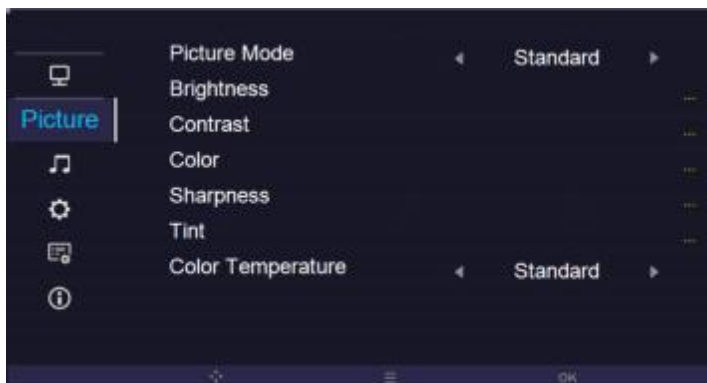 Picture Mode Standard
Brightness ...
Picture
Contrast ...
Color ...
Sharpness ...
Tint ...
Color Temperature Standard
OK